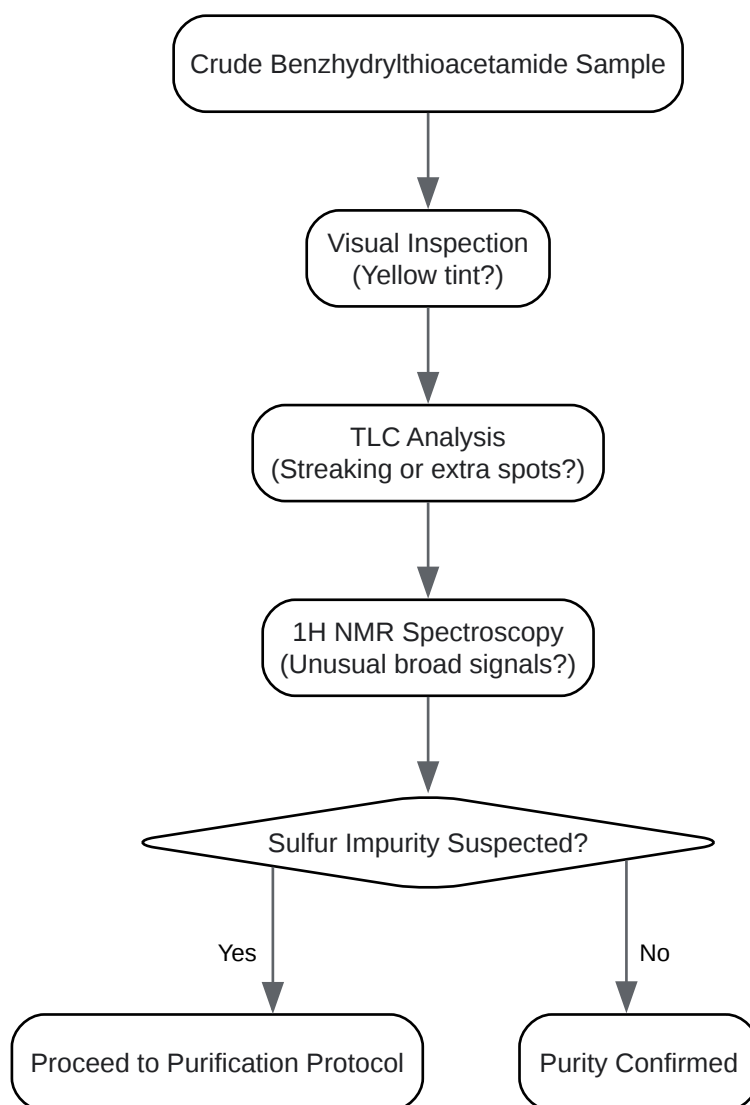 Crude Benzhydrylthioacetamide Sample
Visual Inspection
(Yellow tint?)
TLC Analysis
(Streaking or extra spots?)
1H NMR Spectroscopy
(Unusual broad signals?)
Sulfur Impurity Suspected?
Yes
No
Proceed to Purification Protocol
Purity Confirmed